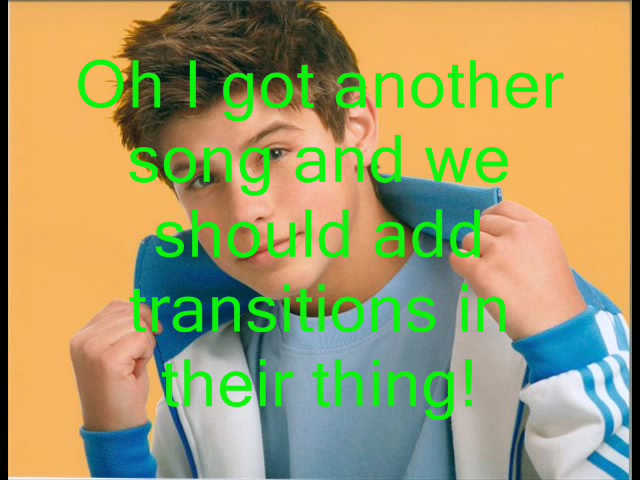 Oh I got another
song and we
should add
transitions in
their thing!